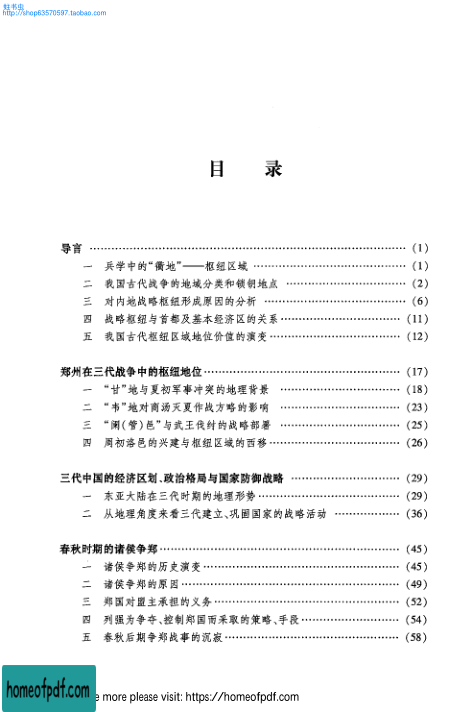 蛀书虫
http://shop63570597.taobao.com
目 录
导言 ………………………………………………………… (1)
一 兵学中的“衢地”——枢纽区域 ………………………… (1)
二 我国古代战争的地域分类和锁钥地点 ………………… (2)
三 对内地战略枢纽形成原因的分析 ……………………… (6)
四 战略枢纽与首都及基本经济区的关系 ………………… (11)
五 我国古代枢纽区域地位价值的演变 …………………… (12)
郑州在三代战争中的枢纽地位 ……………………………… (17)
一 “甘”地与夏初军事冲突的地理背景 …………………… (18)
二 “韦”地对商汤灭夏作战方略的影响 …………………… (23)
三 “阑(管)邑”与武王伐纣的战略部署 …………………… (25)
四 周初洛邑的兴建与枢纽区域的西移 …………………… (26)
三代中国的经济区划、政治格局与国家防御战略 ………… (29)
一 东亚大陆在三代时期的地理形势 ……………………… (29)
二 从地理角度来看三代建立、巩固国家的战略活动 …… (36)
春秋时期的诸侯争郑 ………………………………………… (45)
一 诸侯争郑的历史演变 …………………………………… (45)
二 诸侯争郑的原因 ………………………………………… (49)
三 郑国对盟主承担的义务 ………………………………… (52)
四 列强为争夺、控制郑国而采取的策略、手段 ………… (54)
五 春秋后期争郑战事的沉寂 ……………………………… (58)
homeofpdf.com
e more please visit: https://homeofpdf.com